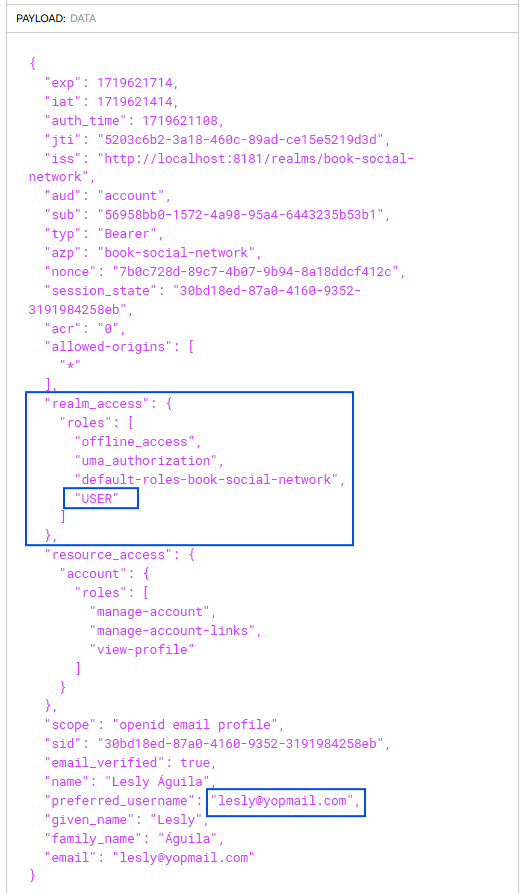 PAYLOAD: DATA
{
"exp": 1719621714,
"iat": 1719621414,
"auth_time": 1719621108,
"jti": "5203c6b2-3a18-460c-89ad-ce15e5219d3d",
"iss": "http://localhost:8181/realms/book-social-
network",
"aud": "account",
"sub": "56958bb0-1572-4a98-95a4-6443235b53b1",
"typ": "Bearer",
"azp": "book-social-network",
"nonce": "7b0c728d-89c7-4b07-9b94-8a18ddcf412c",
"session_state": "30bd18ed-87a0-4160-9352-
3191984258eb",
"acr": "0",
"allowed-origins": [
"*"
],
"realm_access": {
"roles": [
"offline_access",
"uma_authorization",
"default-roles-book-social-network",
"USER"
]
},
"resource_access": {
"account": {
"roles": [
"manage-account",
"manage-account-links",
"view-profile"
]
}
},
"scope": "openid email profile",
"sid": "30bd18ed-87a0-4160-9352-3191984258eb",
"email_verified": true,
"name": "Lesly Águila",
"preferred_username": "lesly@yopmail.com",
"given_name": "Lesly",
"family_name": "Águila",
"email": "lesly@yopmail.com"
}